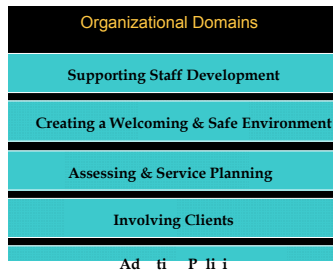 Organizational Domains
Supporting Staff Development
Creating a Welcoming & Safe Environment
Assessing & Service Planning
Involving Clients